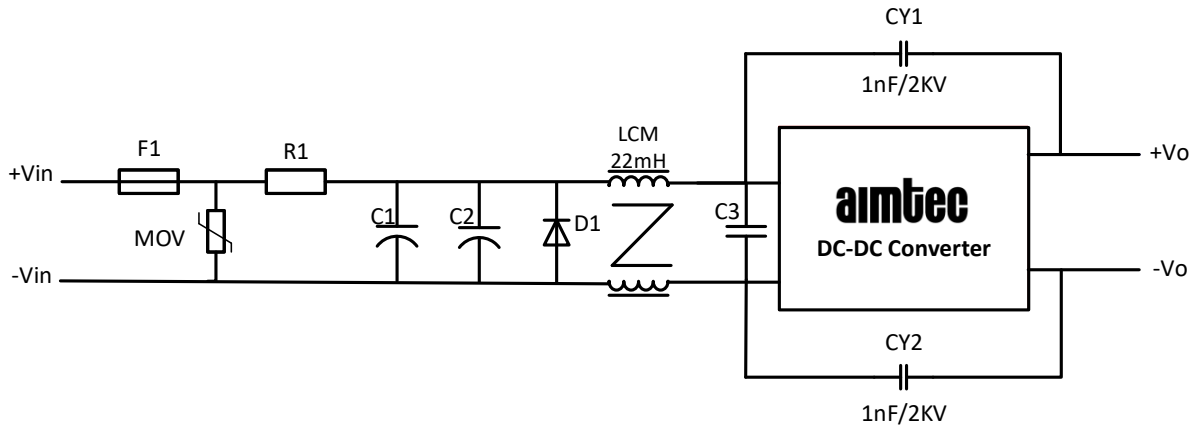 CY1
1nF/2KV
LCM
22mH
F1
R1
+Vin
+Vo
C1
C2
D1
C3
MOV
aimtec
DC-DC Converter
-Vin
-Vo
CY2
1nF/2KV